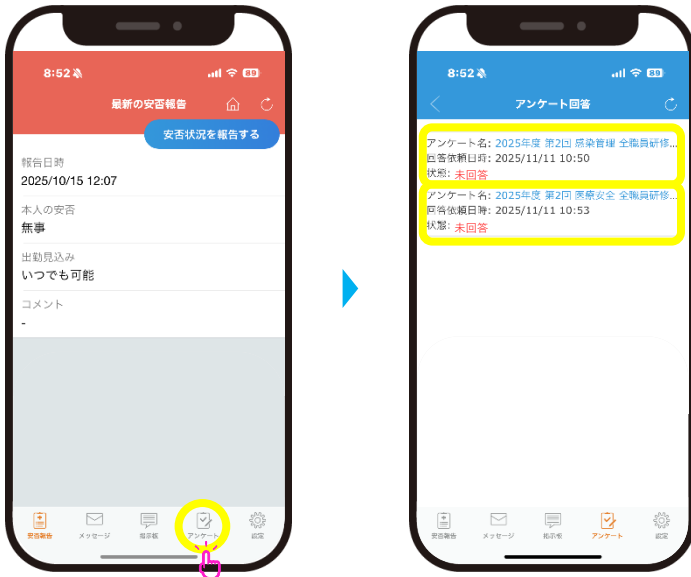 8:52
89
最新の安否報告
安否状況を報告する
報告日時
2025/10/15 12:07
本人の安否
無事
出勤見込み
いつでも可能
コメント
-
安否報告
メッセージ
掲示板
アンケート
設定
8:52
89
アンケート回答
アンケート名: 2025年度 第2回 感染管理 全職員研修...
回答依頼日時: 2025/11/11 10:50
状態: 未回答
アンケート名: 2025年度 第2回 医療安全 全職員研修...
回答依頼日時: 2025/11/11 10:53
状態: 未回答
安否報告
メッセージ
掲示板
アンケート
設定